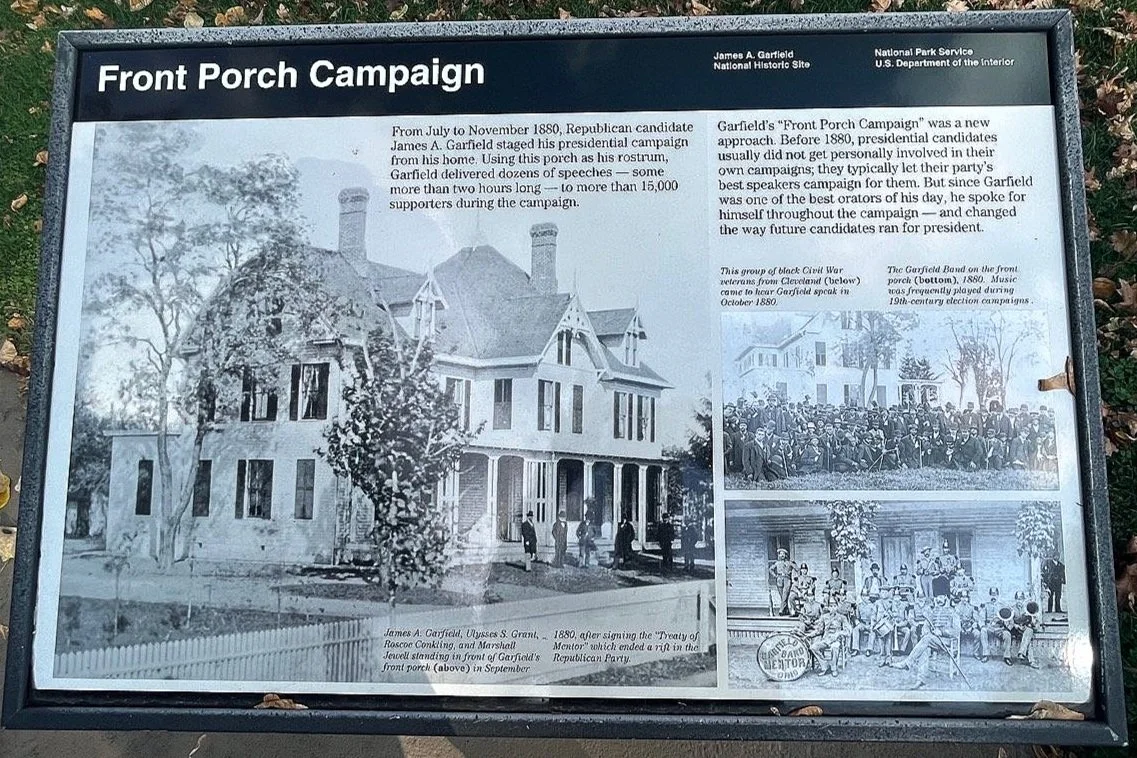 Front Porch Campaign
James A. Garfield
National Historic Site
National Park Service
U.S. Department of the Interior
From July to November 1880, Republican candidate
James A. Garfield staged his presidential campaign
from his home. Using this porch as his rostrum,
Garfield delivered dozens of speeches — some
more than two hours long — to more than 15,000
supporters during the campaign.
Garfield's "Front Porch Campaign" was a new
approach. Before 1880, presidential candidates
usually did not get personally involved in their
own campaigns; they typically let their party's
best speakers campaign for them. But since Garfield
was one of the best orators of his day, he spoke for
himself throughout the campaign — and changed
the way future candidates ran for president.
This group of black Civil War
veterans from Cleveland (below)
came to hear Garfield speak in
October 1880.
The Garfield Band on the front
porch (bottom), 1880. Music
was frequently played during
19th-century election campaigns.
James A. Garfield, Ulysses S. Grant,
Roscoe Conkling, and Marshall
Jewell standing in front of Garfield's
front porch (above) in September
1880, after signing the "Treaty of
Mentor" which ended a rift in the
Republican Party.
GARFIELD
BAND
MENTOR
OHIO